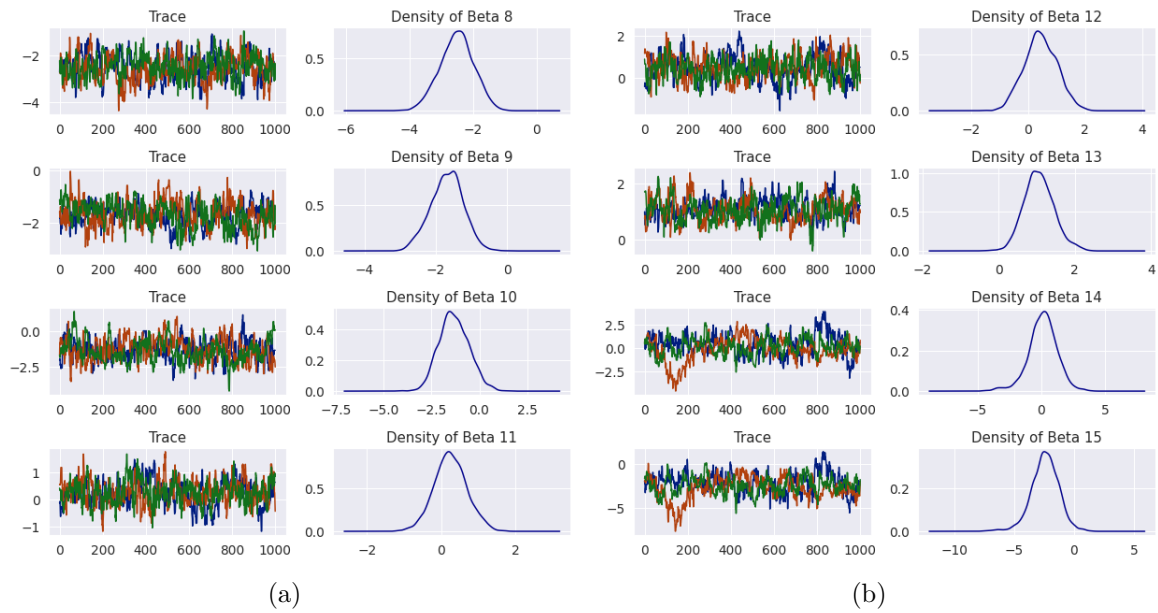 Trace
Density of Beta 8
−2
−4
0 200 400 600 800 1000
0.5
0.0
−6 −4 −2 0
Trace
Density of Beta 9
0
−2
0 200 400 600 800 1000
0.5
0.0
−4 −2 0
Trace
Density of Beta 10
0.0
−2.5
0 200 400 600 800 1000
0.4
0.2
0.0
−7.5 −5.0 −2.5 0.0 2.5
Trace
Density of Beta 11
1
0
−1
0 200 400 600 800 1000
0.5
0.0
−2 0 2
(a)
Trace
Density of Beta 12
2
0
0 200 400 600 800 1000
0.5
0.0
−2 0 2 4
Trace
Density of Beta 13
2
0
0 200 400 600 800 1000
1.0
0.5
0.0
−2 0 2 4
Trace
Density of Beta 14
2.5
0.0
−2.5
0 200 400 600 800 1000
0.4
0.2
0.0
−5 0 5
Trace
Density of Beta 15
0
−5
0 200 400 600 800 1000
0.2
0.0
−10 −5 0 5
(b)